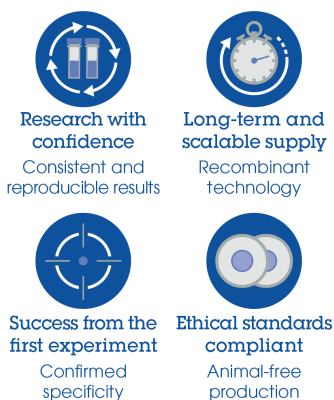 Research with
confidence
Consistent and
reproducible results
Long-term and
scalable supply
Recombinant
technology
Success from the
first experiment
Confirmed
specificity
Ethical standards
compliant
Animal-free
production